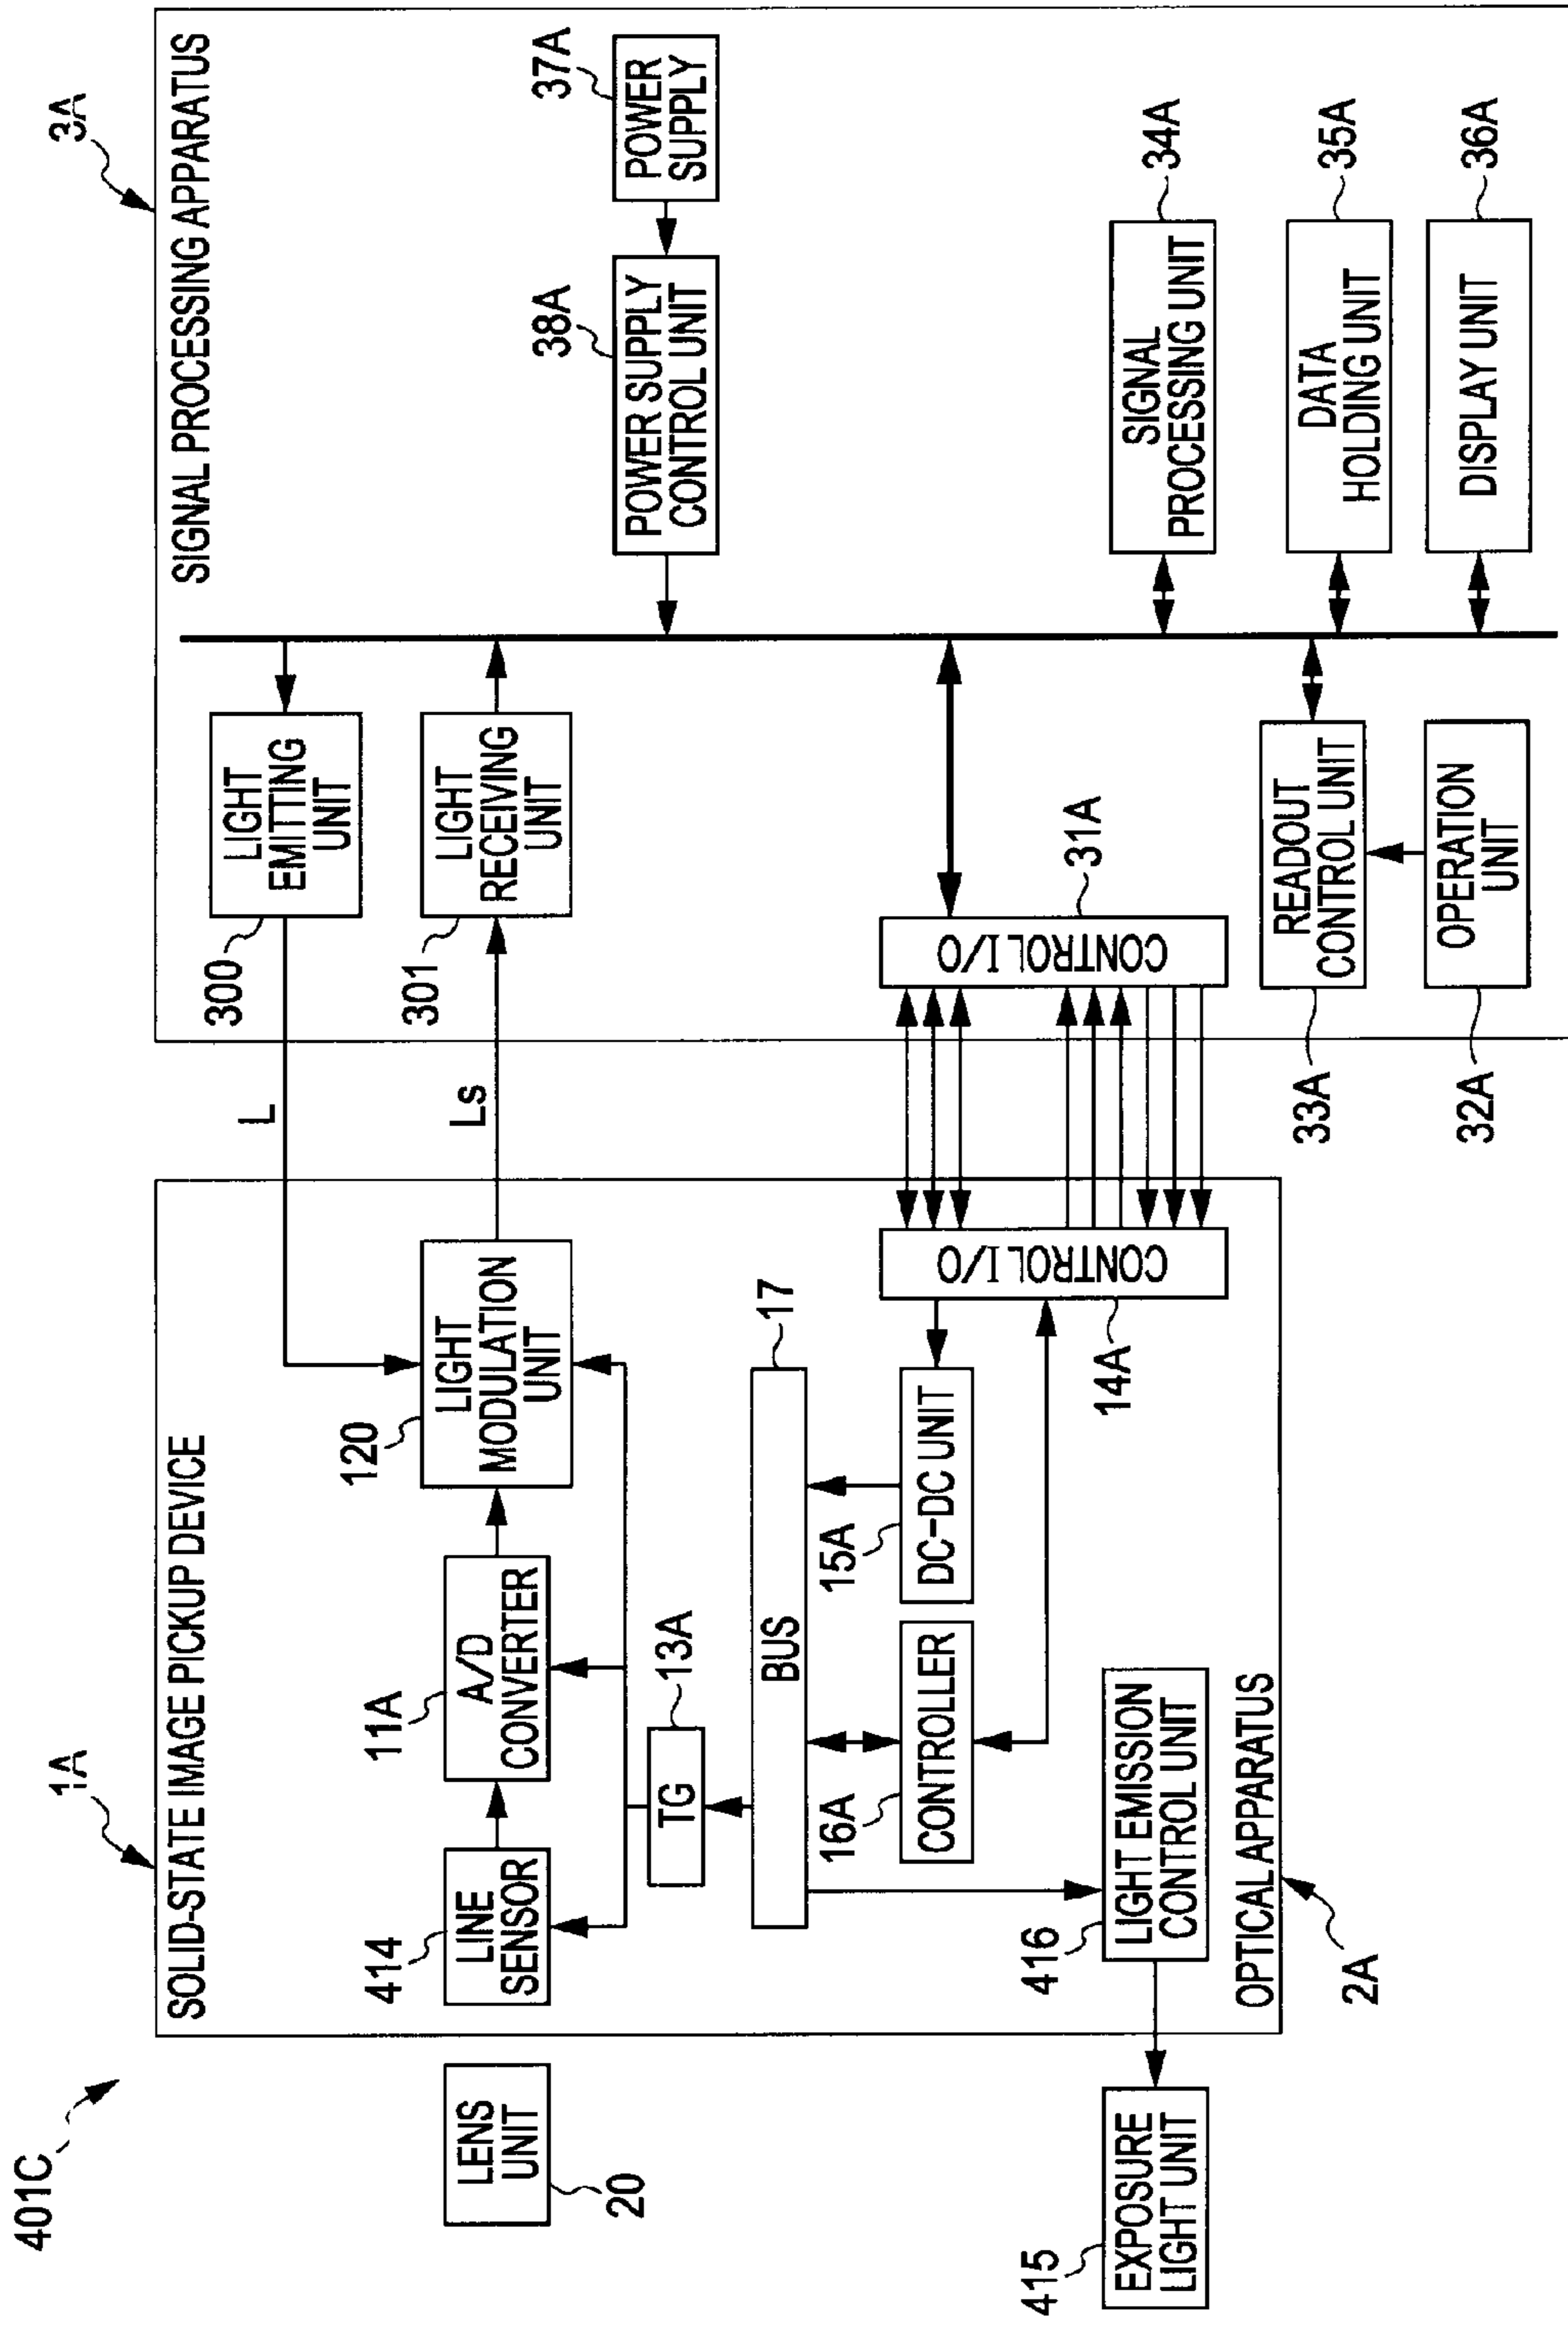 401C
1A
3A
SOLID-STATE IMAGE PICKUP DEVICE
SIGNAL PROCESSING APPARATUS
LENS
UNIT
20
414
LINE
SENSOR
11A
A/D
CONVERTER
120
LIGHT
MODULATION
UNIT
L
Ls
300
LIGHT
EMITTING
UNIT
301
LIGHT
RECEIVING
UNIT
38A
POWER SUPPLY
CONTROL UNIT
37A
POWER
SUPPLY
TG
13A
BUS
17
16A
CONTROLLER
15A
DC-DC UNIT
CONTROL I/O
14A
CONTROL I/O
31A
415
EXPOSURE
LIGHT UNIT
416
LIGHT EMISSION
CONTROL UNIT
OPTICAL APPARATUS
2A
33A
READOUT
CONTROL UNIT
32A
OPERATION
UNIT
SIGNAL
PROCESSING UNIT
34A
DATA
HOLDING UNIT
35A
DISPLAY UNIT
36A